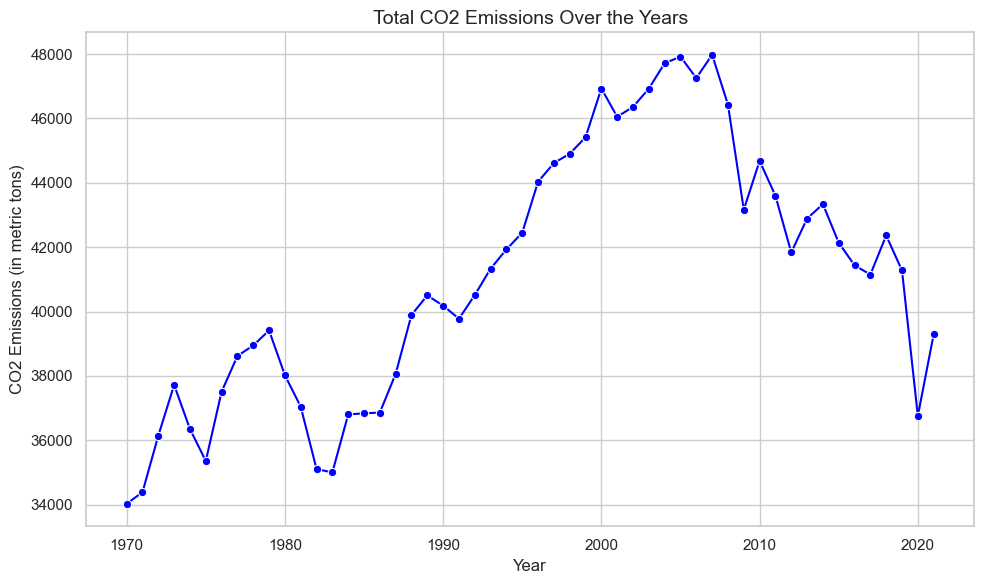 Total CO2 Emissions Over the Years
CO2 Emissions (in metric tons)
48000
46000
44000
42000
40000
38000
36000
34000
1970 1980 1990 2000 2010 2020
Year